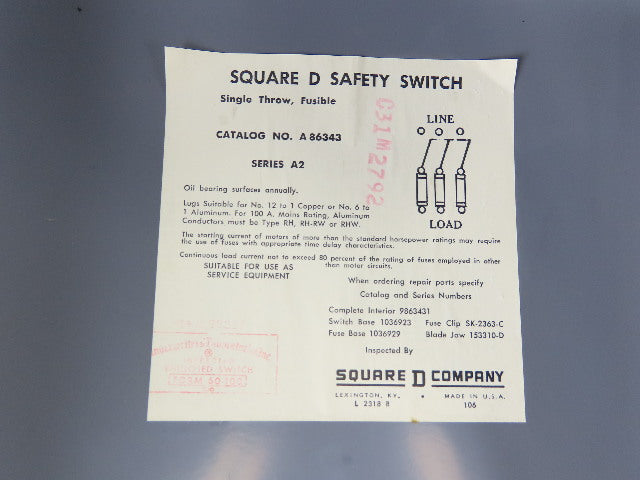 SQUARE D SAFETY SWITCH
Single Throw, Fusible
CATALOG NO. A 86343
SERIES A2
031M2792
LINE
LOAD
Oil bearing surfaces annually.
Lugs Suitable for No. 12 to 1 Copper or No. 6 to
1 Aluminum. For 100 A. Mains Rating, Aluminum
Conductors must be Type RH, RH-RW or RHW.
The starting current of motors of more than the standard horsepower ratings may require
the use of fuses with appropriate time delay characteristics.
Continuous load current not to exceed 80 percent of the rating of fuses employed in other
than motor circuits.
SUITABLE FOR USE AS
SERVICE EQUIPMENT
When ordering repair parts specify
Catalog and Series Numbers
Complete Interior 9863431
Switch Base 1036923 Fuse Clip SK-2363-C
Fuse Base 1036929 Blade Jaw 153310-D
Inspected By
SQUARE D COMPANY
LEXINGTON, KY. • MADE IN U.S.A.
L 2318 B 106
SWITCH